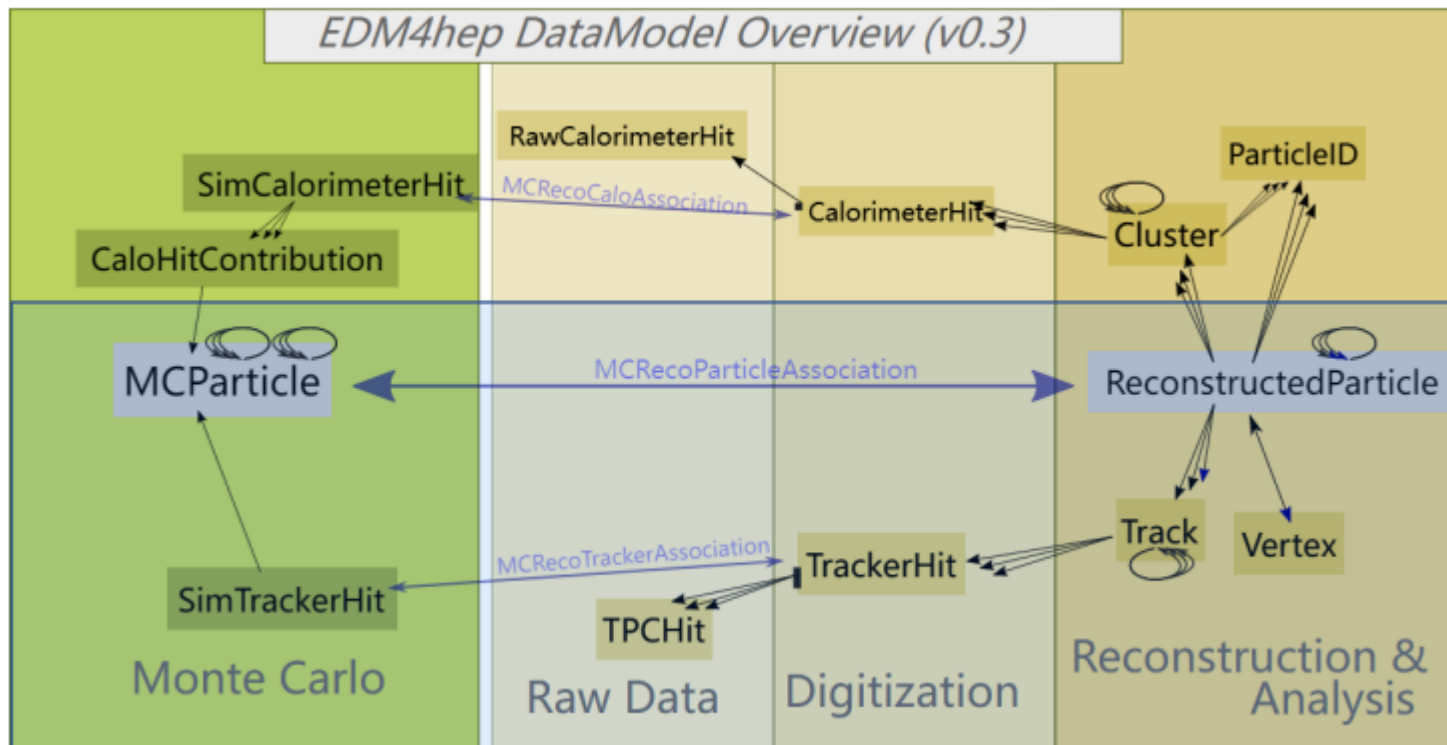 EDM4hep DataModel Overview (v0.3)
RawCalorimeterHit
ParticleID
SimCalorimeterHit
MCRecoCaloAssociation
CalorimeterHit
Cluster
CaloHitContribution
MCParticle
MCRecoParticleAssociation
ReconstructedParticle
MCRecoTrackerAssociation
TrackerHit
Track
Vertex
SimTrackerHit
TPCHit
Monte Carlo
Raw Data
Digitization
Reconstruction &
Analysis